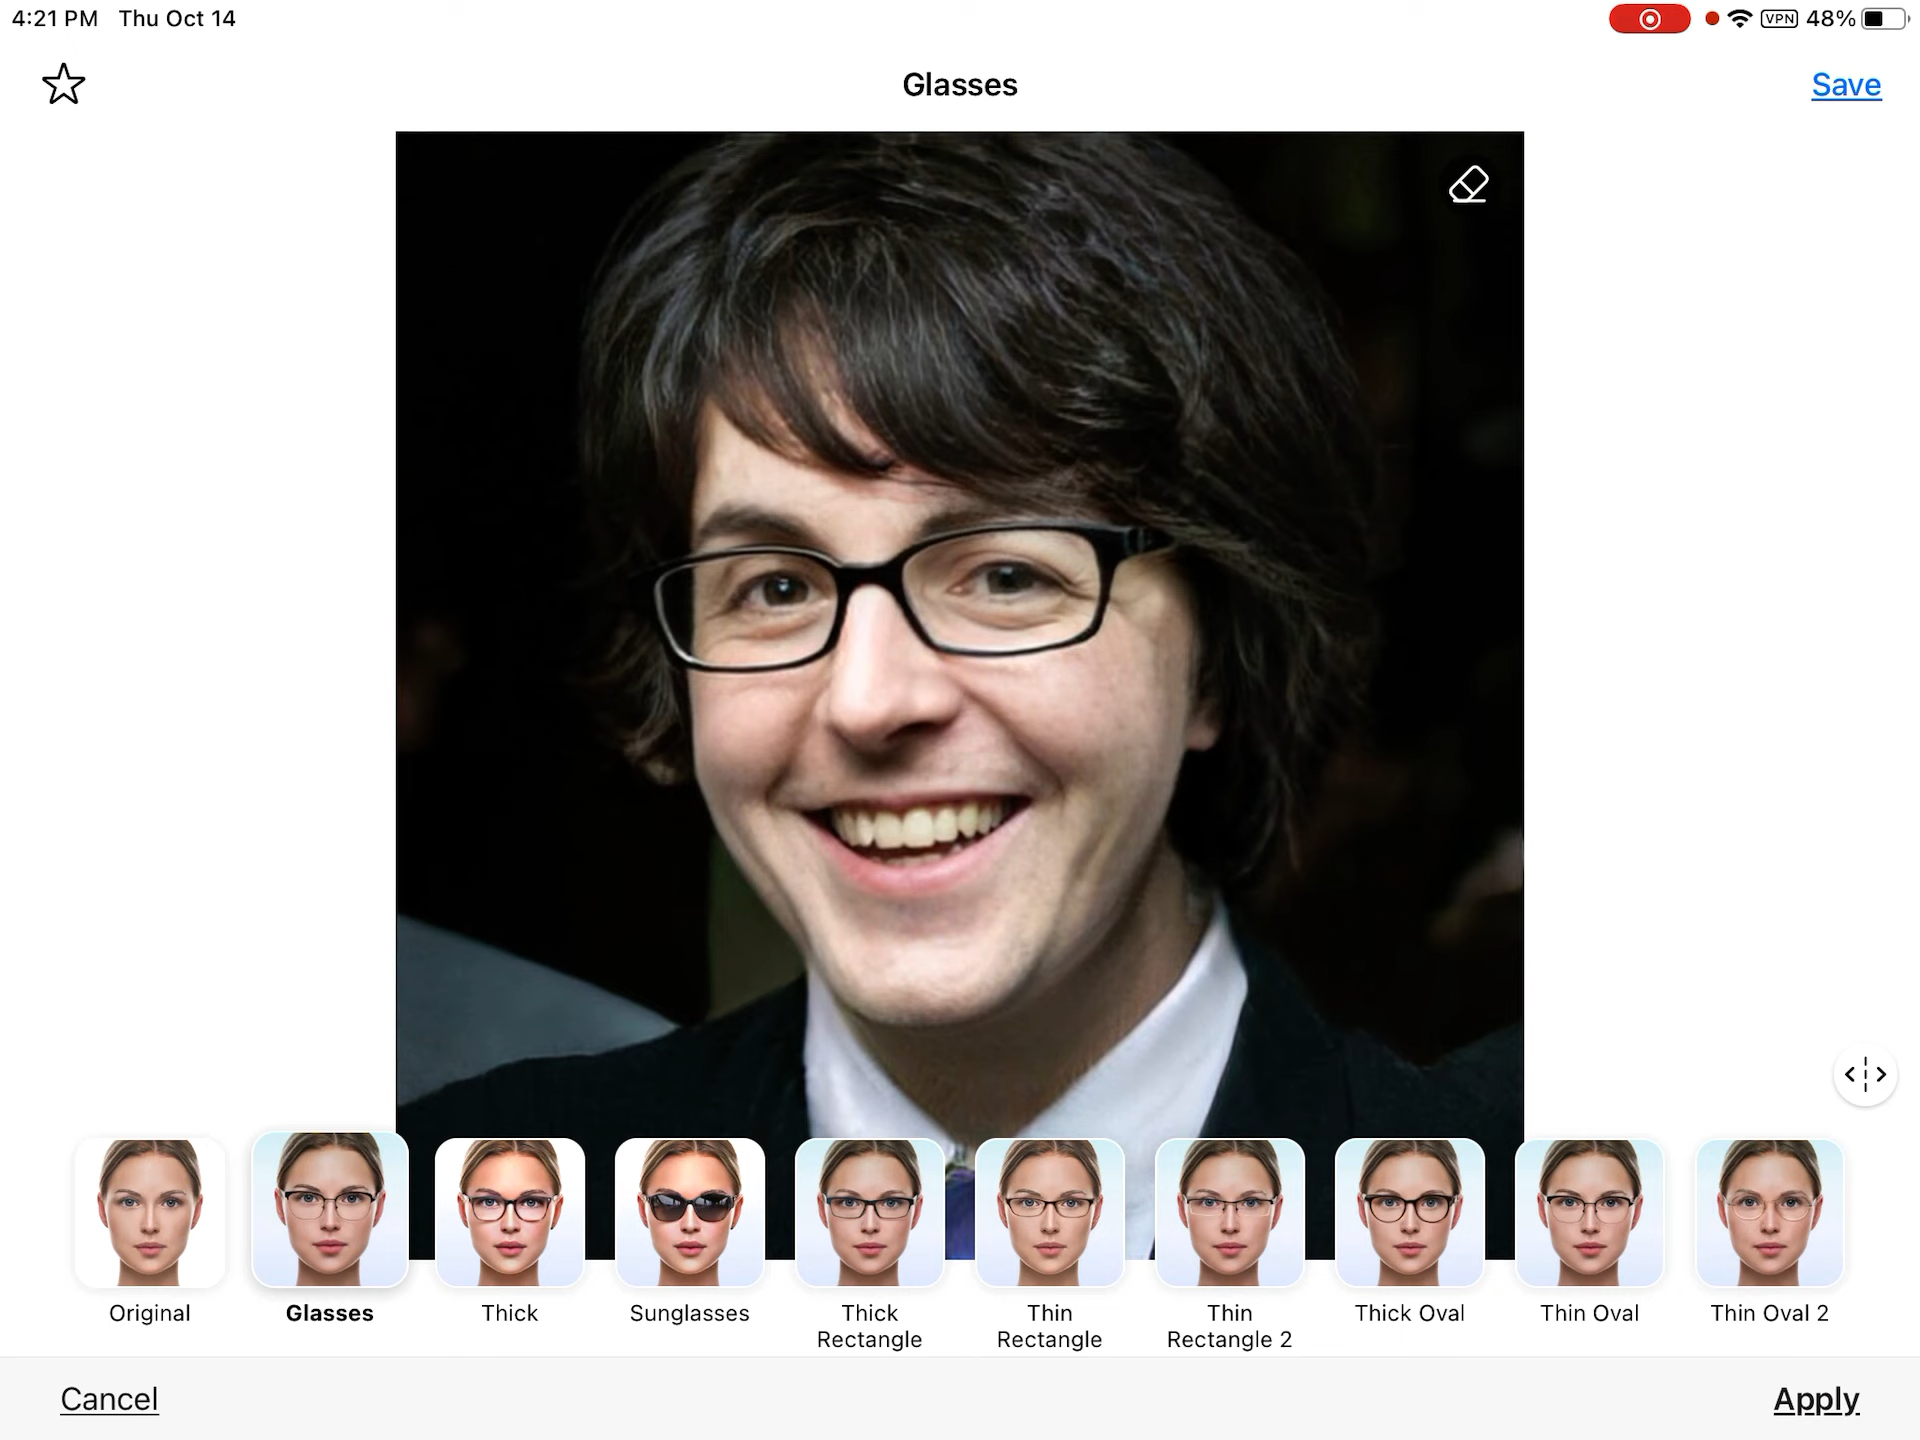 4:21 PM Thu Oct 14
VPN 48%
Glasses
Save
Original
Glasses
Thick
Sunglasses
Thick
Rectangle
Thin
Rectangle
Thin
Rectangle 2
Thick Oval
Thin Oval
Thin Oval 2
Cancel
Apply